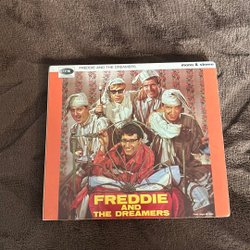 FREDDIE AND THE DREAMERS
mono & stereo
FREDDIE
AND
THE DREAMERS